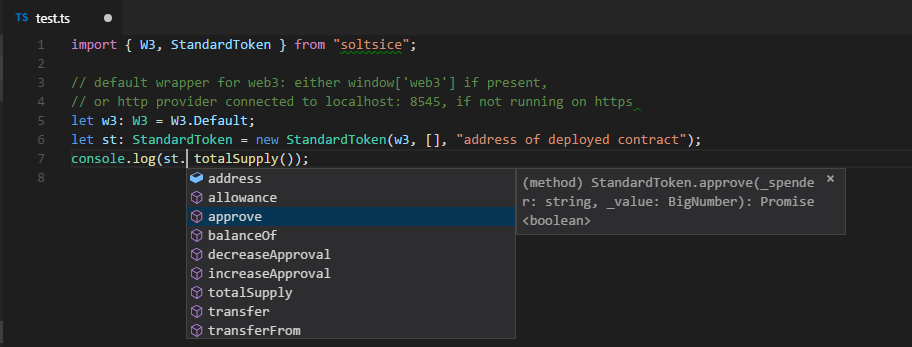 TS test.ts
1 import { W3, StandardToken } from "soltsice";
2
3 // default wrapper for web3: either window['web3'] if present,
4 // or http provider connected to localhost: 8545, if not running on https
5 let w3: W3 = W3.Default;
6 let st: StandardToken = new StandardToken(w3, [], "address of deployed contract");
7 console.log(st. totalSupply());
8
address
allowance
approve
balanceOf
decreaseApproval
increaseApproval
totalSupply
transfer
transferFrom
(method) StandardToken.approve(_spende
r: string, _value: BigNumber): Promise
<boolean>